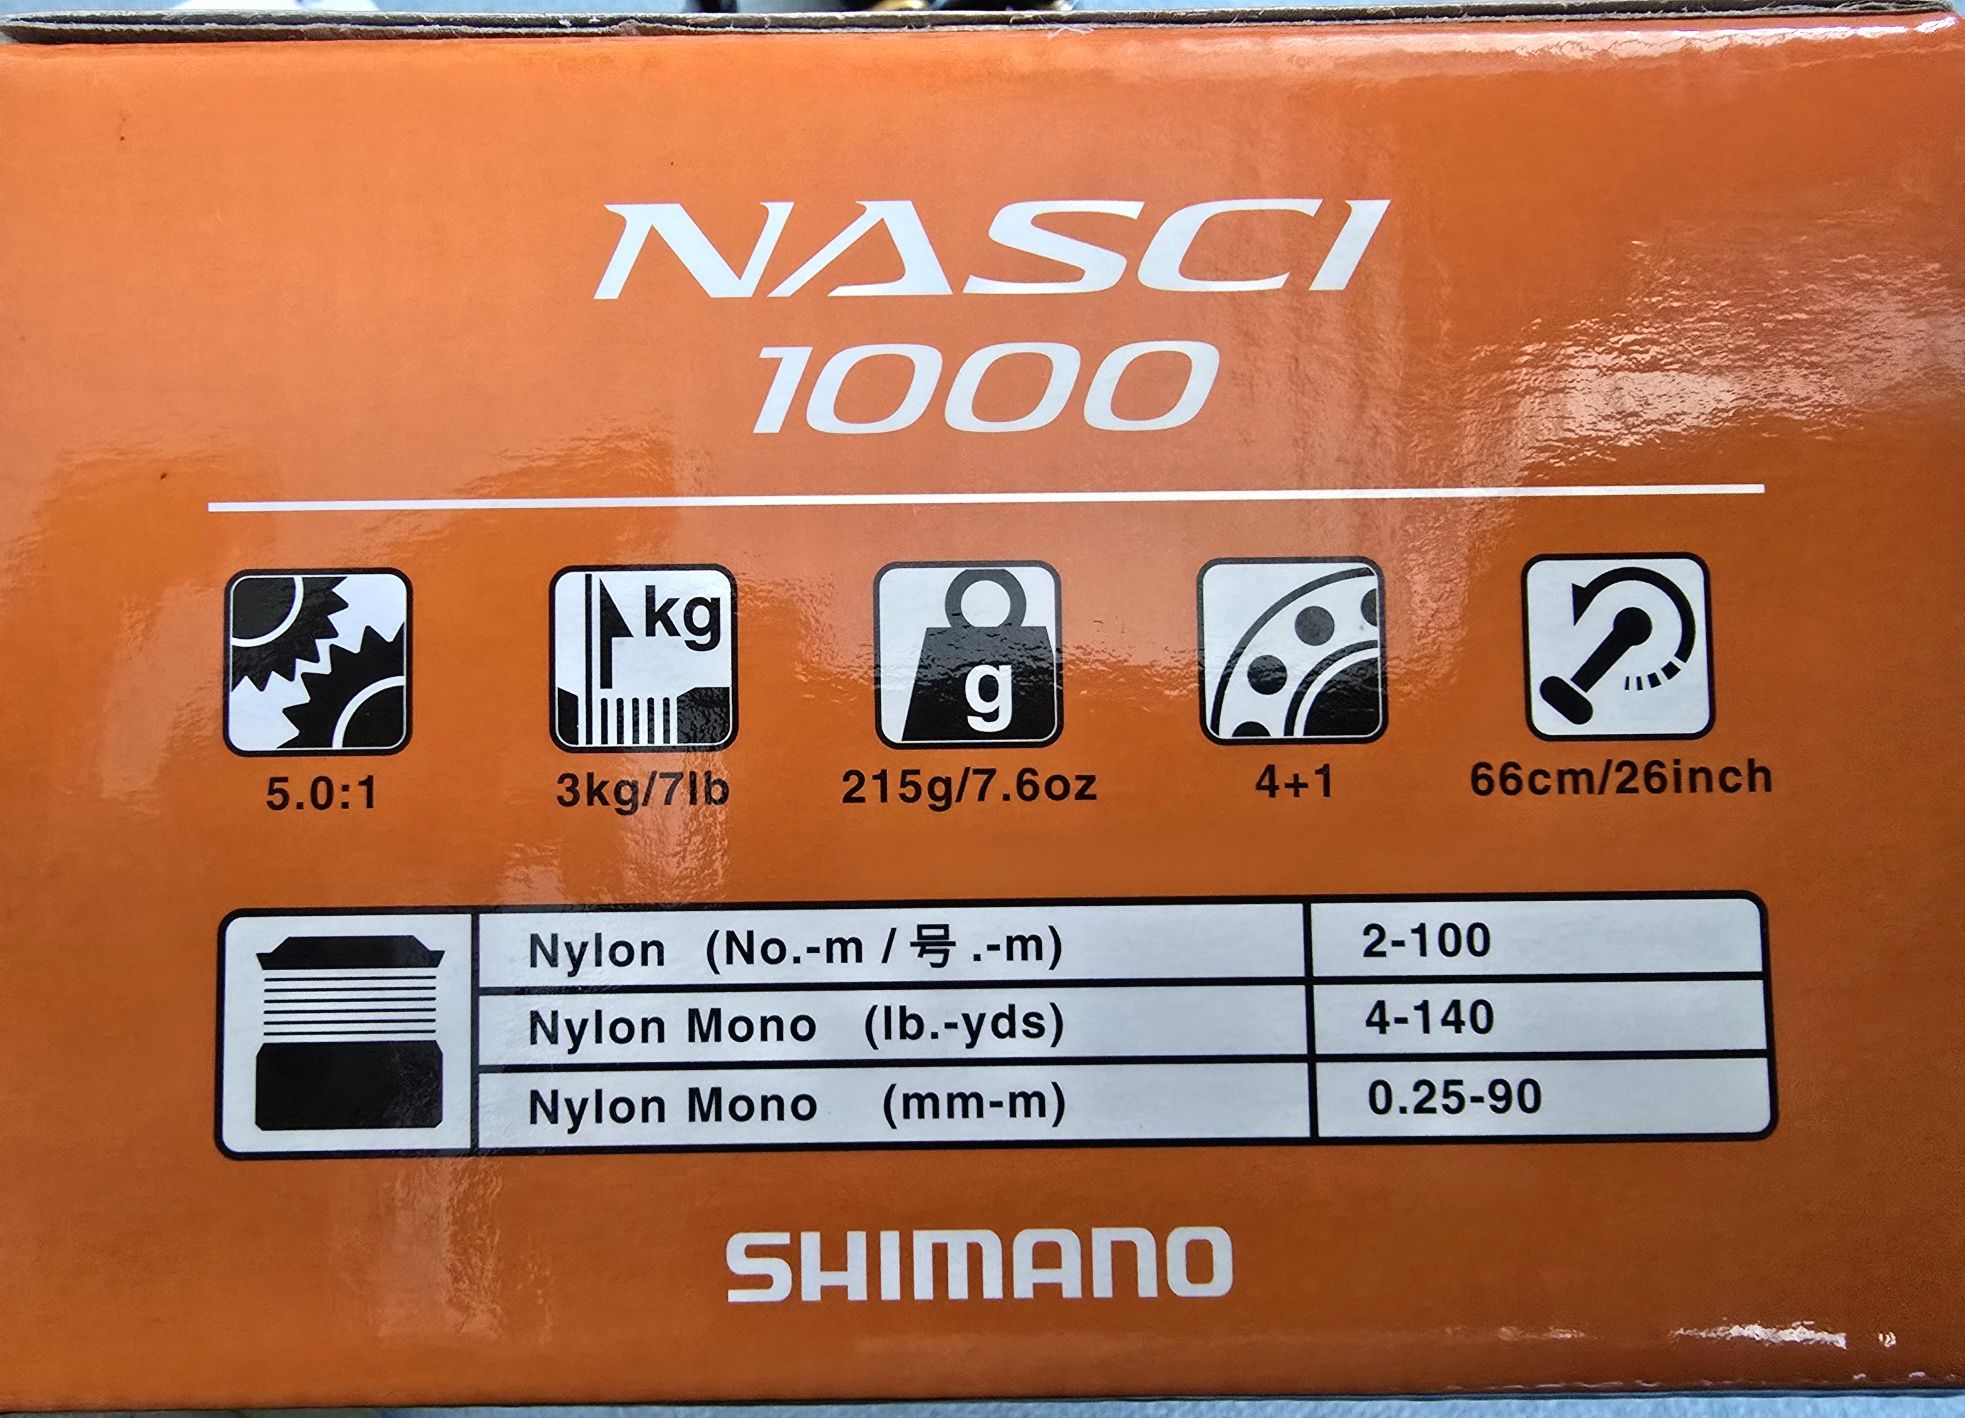 NASCI
1000
kg
g
5.0:1 3kg/7lb 215g/7.6oz 4+1 66cm/26inch
Nylon (No.-m / 号 .-m) 2-100
Nylon Mono (lb.-yds) 4-140
Nylon Mono (mm-m) 0.25-90
SHIMANO